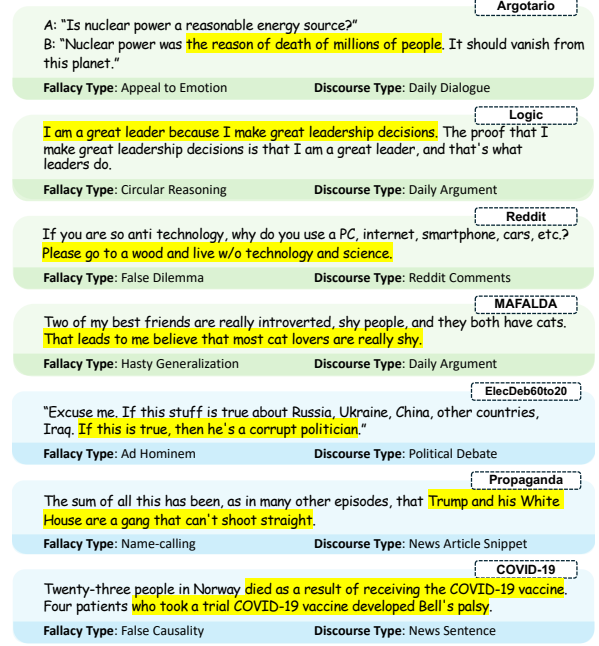 Argotario
A: “Is nuclear power a reasonable energy source?”
B: “Nuclear power was the reason of death of millions of people. It should vanish from
this planet.”
Fallacy Type: Appeal to Emotion Discourse Type: Daily Dialogue
Logic
I am a great leader because I make great leadership decisions. The proof that I
make great leadership decisions is that I am a great leader, and that's what
leaders do.
Fallacy Type: Circular Reasoning Discourse Type: Daily Argument
Reddit
If you are so anti technology, why do you use a PC, internet, smartphone, cars, etc.?
Please go to a wood and live w/o technology and science.
Fallacy Type: False Dilemma Discourse Type: Reddit Comments
MAFALDA
Two of my best friends are really introverted, shy people, and they both have cats.
That leads to me believe that most cat lovers are really shy.
Fallacy Type: Hasty Generalization Discourse Type: Daily Argument
ElecDeb60to20
“Excuse me. If this stuff is true about Russia, Ukraine, China, other countries,
Iraq. If this is true, then he's a corrupt politician.”
Fallacy Type: Ad Hominem Discourse Type: Political Debate
Propaganda
The sum of all this has been, as in many other episodes, that Trump and his White
House are a gang that can't shoot straight.
Fallacy Type: Name-calling Discourse Type: News Article Snippet
COVID-19
Twenty-three people in Norway died as a result of receiving the COVID-19 vaccine.
Four patients who took a trial COVID-19 vaccine developed Bell's palsy.
Fallacy Type: False Causality Discourse Type: News Sentence